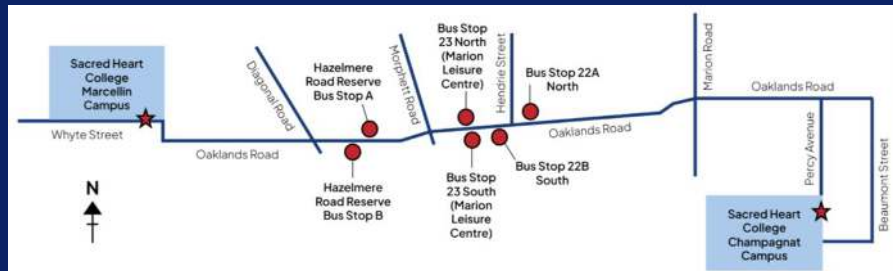 Sacred Heart
College
Marcellin
Campus
Whyte Street
Diagonal Road
Oaklands Road
Hazelmere
Road Reserve
Bus Stop A
Hazelmere
Road Reserve
Bus Stop B
Morphett Road
Bus Stop
23 North
(Marion
Leisure
Centre)
Bus Stop
23 South
(Marion
Leisure
Centre)
Hendrie Street
Bus Stop 22A
North
Bus Stop 22B
South
Oaklands Road
Marion Road
Oaklands Road
Percy Avenue
Beaumont Street
Sacred Heart
College
Champagnat
Campus
N